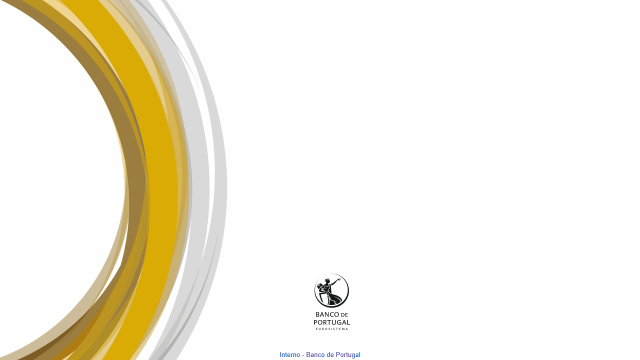 BANCO DE
PORTUGAL
EUROSISTEMA
Interno - Banco de Portugal